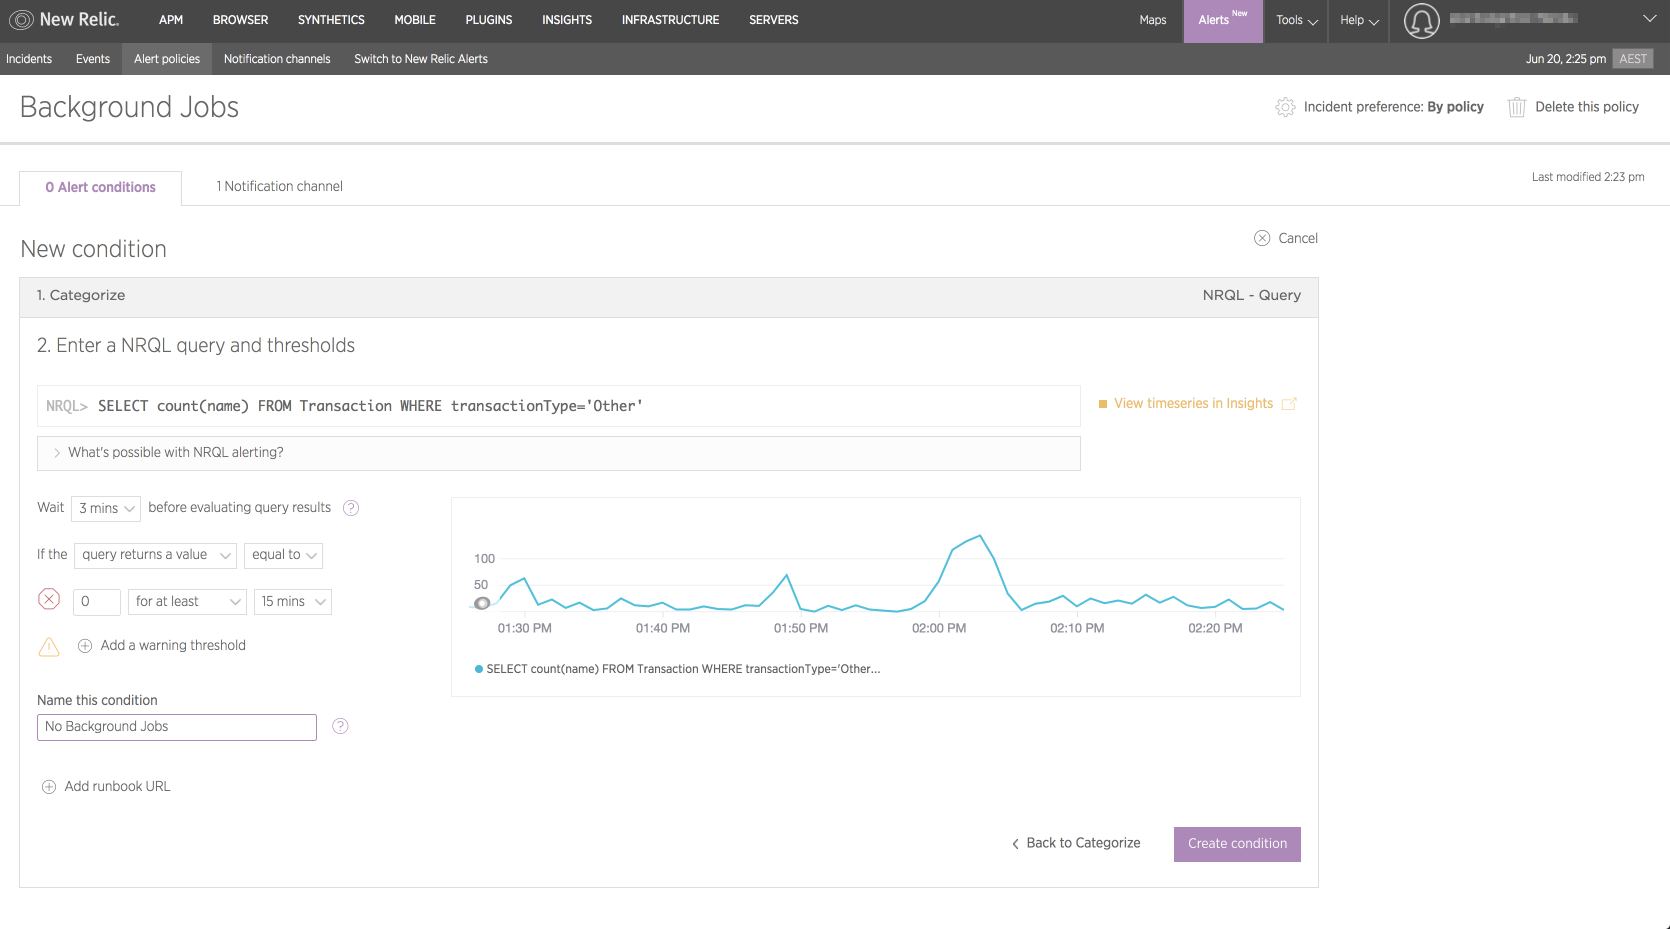 New Relic. APM BROWSER SYNTHETICS MOBILE PLUGINS INSIGHTS INFRASTRUCTURE SERVERS Maps Alerts New Tools Help
Incidents Events Alert policies Notification channels Switch to New Relic Alerts Jun 20, 2:25 pm AEST
Background Jobs Incident preference: By policy Delete this policy
0 Alert conditions 1 Notification channel Last modified 2:23 pm
New condition Cancel
1. Categorize NRQL - Query
2. Enter a NRQL query and thresholds
NRQL> SELECT count(name) FROM Transaction WHERE transactionType='Other' View timeseries in Insights
What's possible with NRQL alerting?
Wait 3 mins before evaluating query results ?
If the query returns a value equal to
0 for at least 15 mins
Add a warning threshold
Name this condition
No Background Jobs ?
Add runbook URL
100
50
01:30 PM 01:40 PM 01:50 PM 02:00 PM 02:10 PM 02:20 PM
SELECT count(name) FROM Transaction WHERE transactionType='Other...
Back to Categorize Create condition